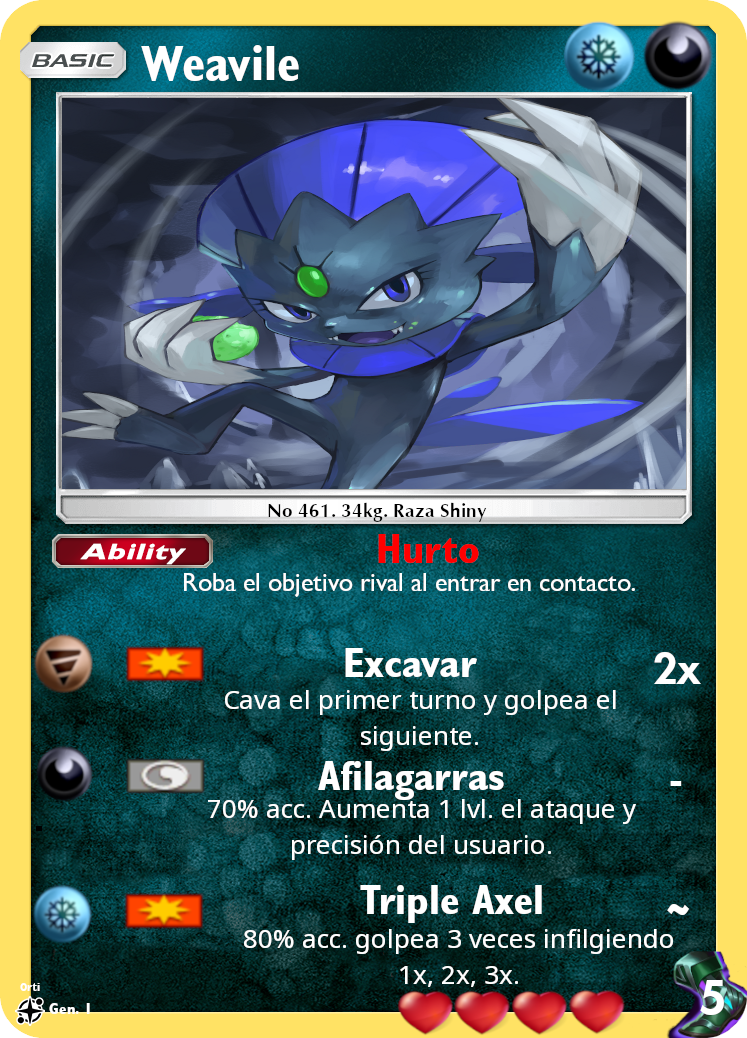 BASIC Weavile
No 461. 34kg. Raza Shiny
Ability Hurto
Roba el objetivo rival al entrar en contacto.
Excavar 2x
Cava el primer turno y golpea el
siguiente.
Afilagarras -
70% acc. Aumenta 1 lvl. el ataque y
precisión del usuario.
Triple Axel ~
80% acc. golpea 3 veces infilgiendo
1x, 2x, 3x.
5
Orti
Gen. I